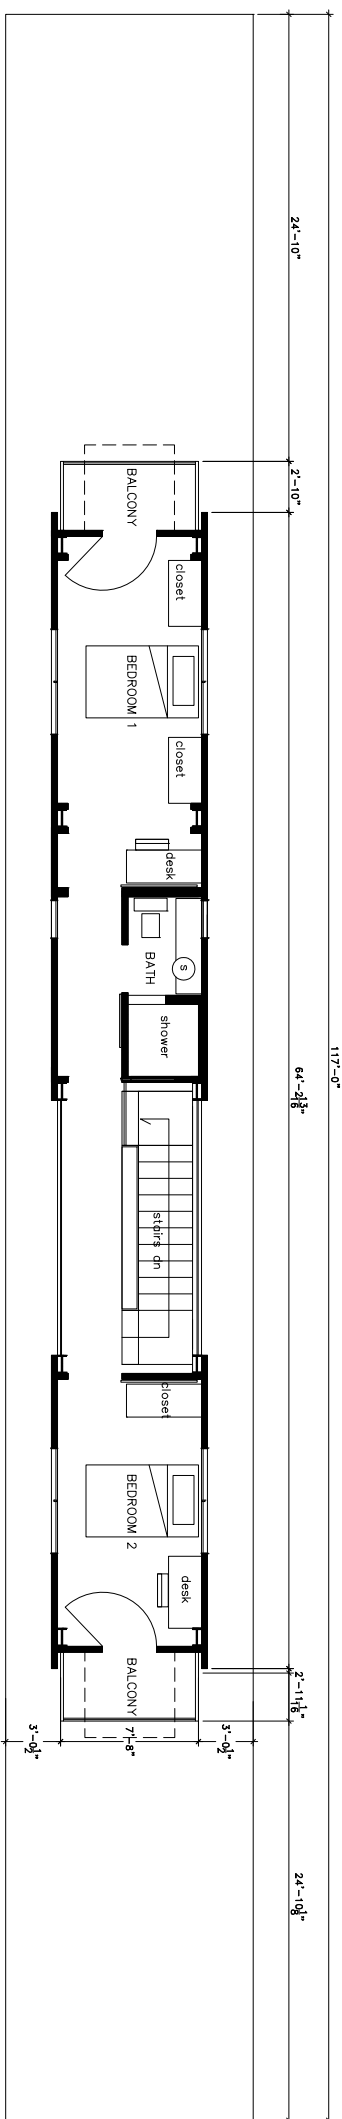 117'-0"
24'-10"
2'-10"
64'-2 13/16"
2'-11 1/16"
24'-10 1/8"
BALCONY
closet
BEDROOM 1
closet
desk
BATH
s
shower
stairs dn
closet
BEDROOM 2
desk
BALCONY
3'-0 1/2"
7'-8"
3'-0 1/2"